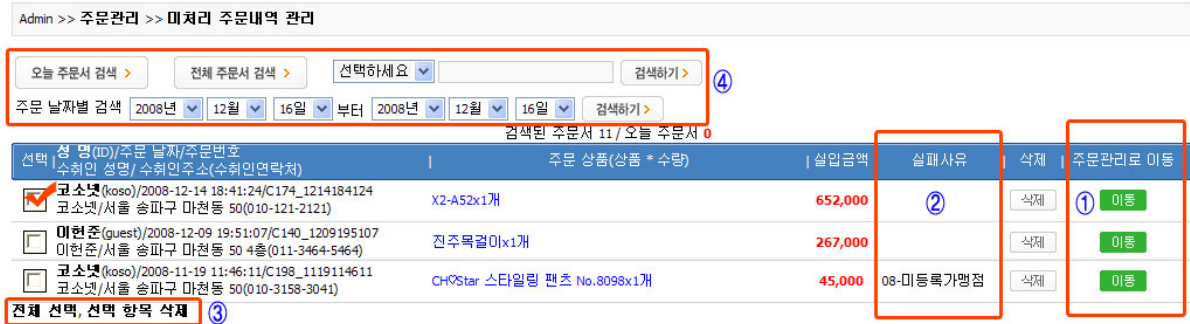 Admin >> 주문관리 >> 미처리 주문내역 관리
오늘 주문서 검색 > 전체 주문서 검색 > 선택하세요 검색하기 > ④
주문 날짜별 검색 2008년 12월 16일 부터 2008년 12월 16일 검색하기 >
검색된 주문서 11 / 오늘 주문서 0
선택 | 성 명(ID)/주문 날짜/주문번호 | 주문 상품(상품 * 수량) | 실입금액 | 실패사유 | 삭제 | 주문관리로 이동
수취인 성명/ 수취인주소(수취인연락처)
코소넷(koso)/2008-12-14 18:41:24/C174_1214184124
코소넷/서울 송파구 마천동 50(010-121-2121)
X2-A52x1개 652,000 ② 삭제 ① 이동
이헌준(guest)/2008-12-09 19:51:07/C140_1209195107
이헌준/서울 송파구 마천동 50 4층(011-3464-5464)
진주목걸이x1개 267,000 삭제 이동
코소넷(koso)/2008-11-19 11:46:11/C198_1119114611
코소넷/서울 송파구 마천동 50(010-3158-3041)
CH♡Star 스타일링 팬츠 No.8098x1개 45,000 08-미등록가맹점 삭제 이동
전체 선택, 선택 항목 삭제 ③